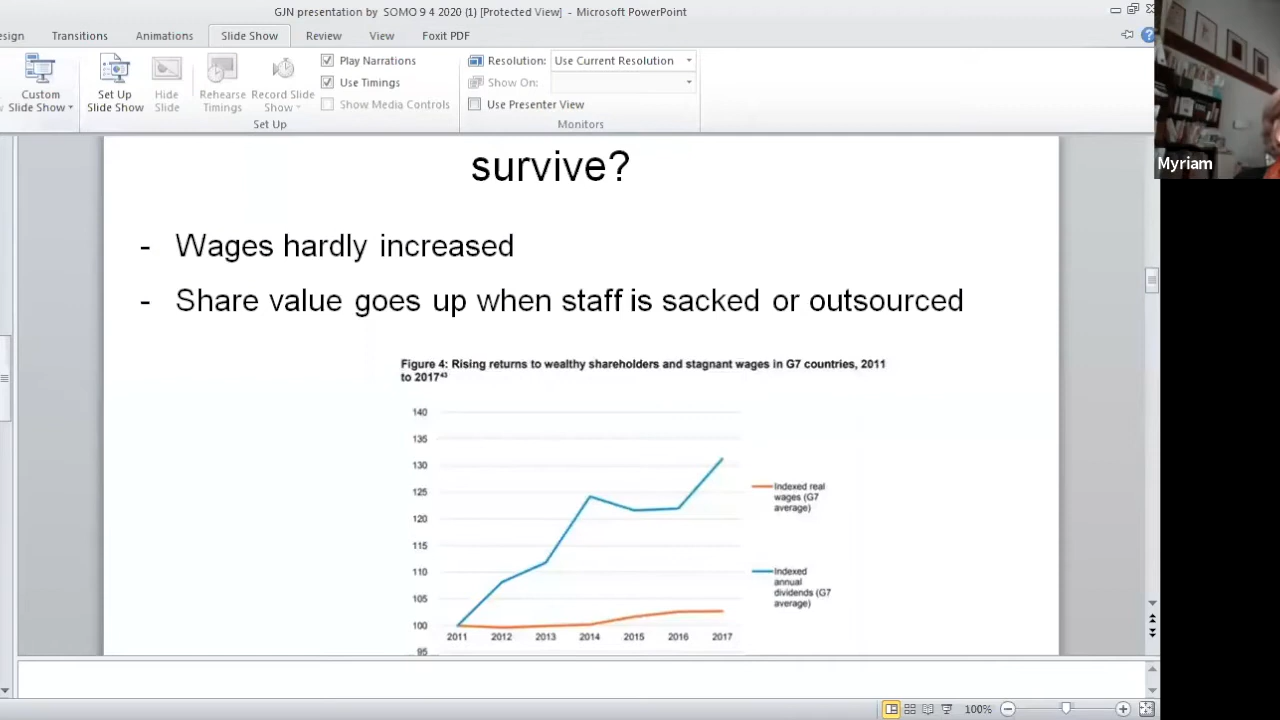 GJN presentation by SOMO 9 4 2020 (1) [Protected View] - Microsoft PowerPoint
esign Transitions Animations Slide Show Review View Foxit PDF
Custom Slide Show
Set Up Slide Show
Hide Slide
Rehearse Timings
Record Slide Show
Play Narrations
Use Timings
Show Media Controls
Set Up
Resolution: Use Current Resolution
Show On:
Use Presenter View
Monitors
Myriam
survive?
- Wages hardly increased
- Share value goes up when staff is sacked or outsourced
Figure 4: Rising returns to wealthy shareholders and stagnant wages in G7 countries, 2011
to 2017⁴³
140
135
130
125
120
115
110
105
100
95
2011 2012 2013 2014 2015 2016 2017
Indexed real
wages (G7
average)
Indexed
annual
dividends (G7
average)
100%